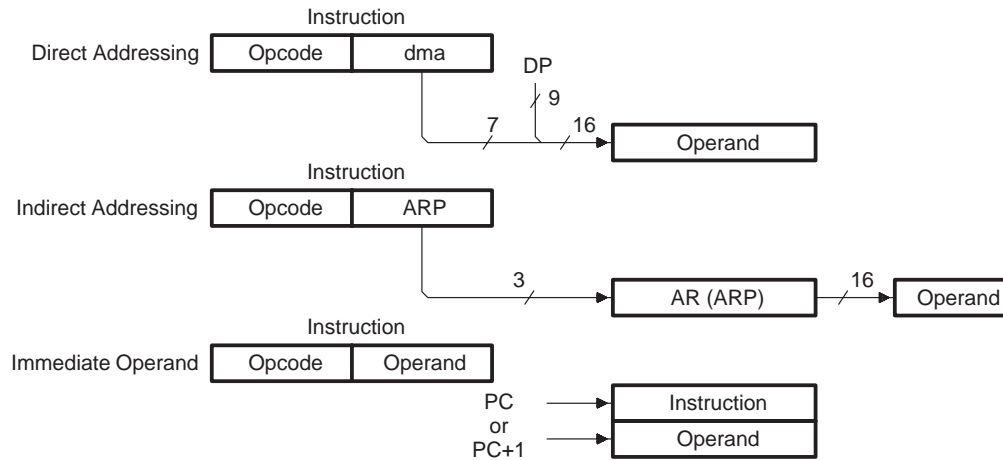 Instruction
Direct Addressing Opcode dma
DP
9
7 16
Operand
Instruction
Indirect Addressing Opcode ARP
3 AR (ARP) 16 Operand
Instruction
Immediate Operand Opcode Operand
PC Instruction
or
PC+1 Operand